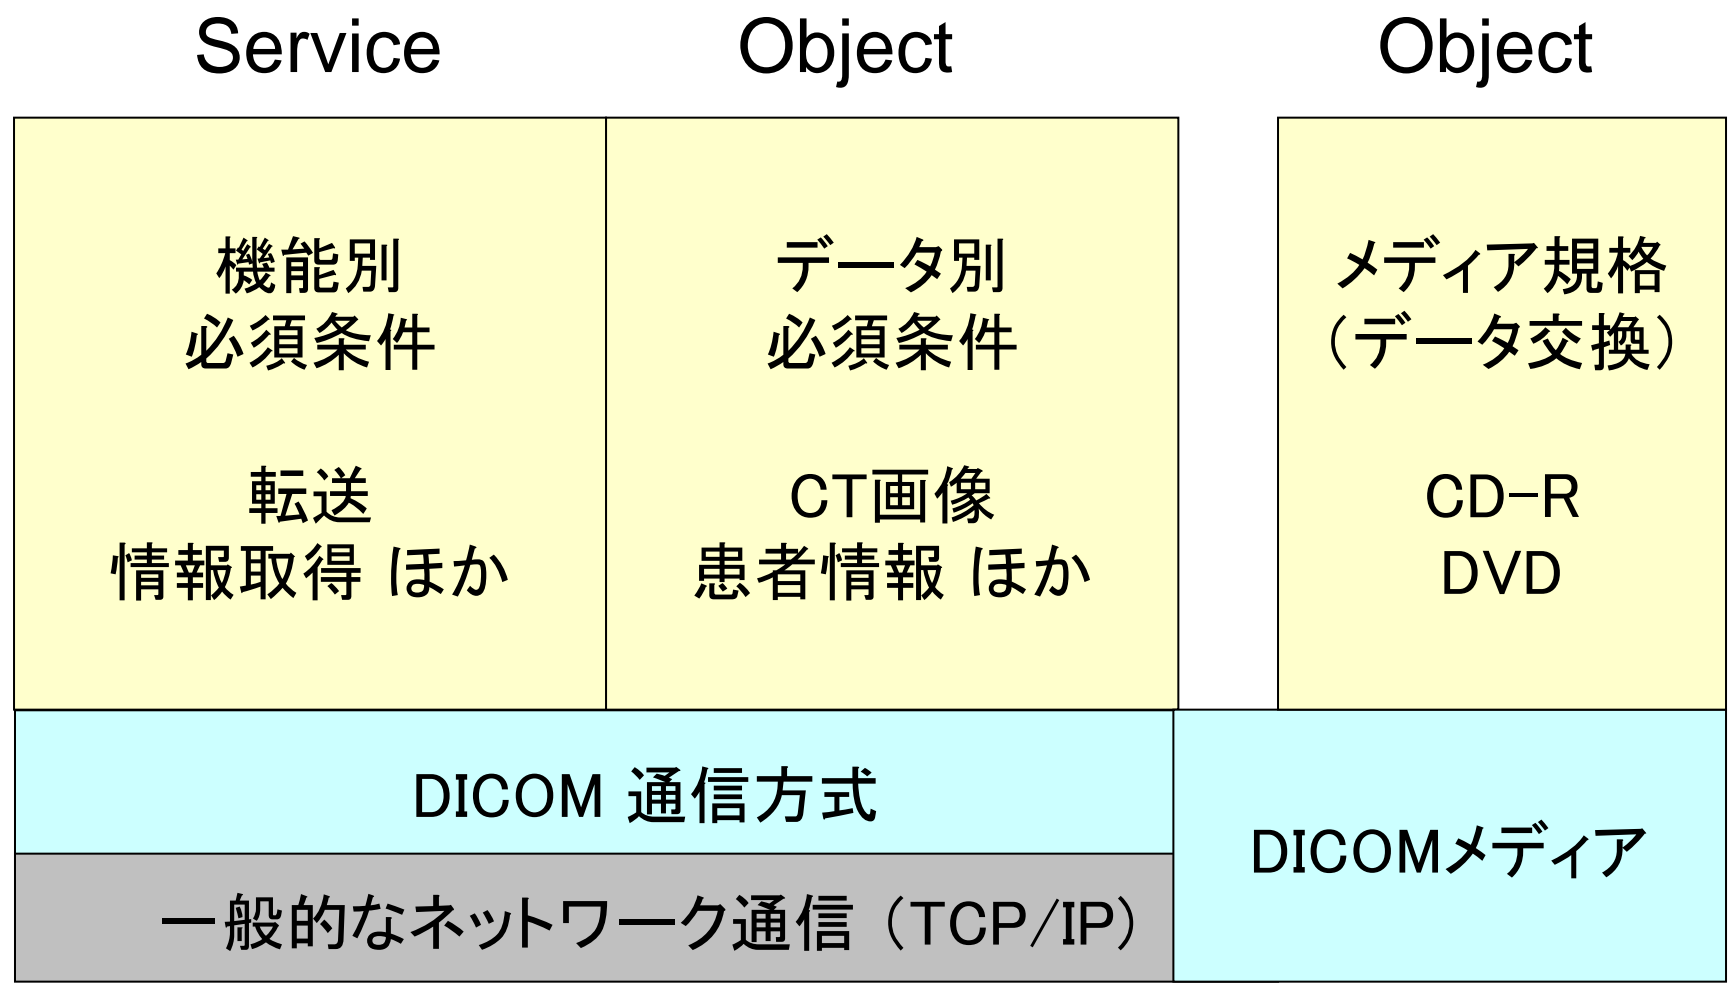 Service
Object
Object
機能別
必須条件
転送
情報取得 ほか
データ別
必須条件
CT画像
患者情報 ほか
メディア規格
（データ交換）
CD-R
DVD
DICOM 通信方式
一般的なネットワーク通信（TCP/IP）
DICOMメディア